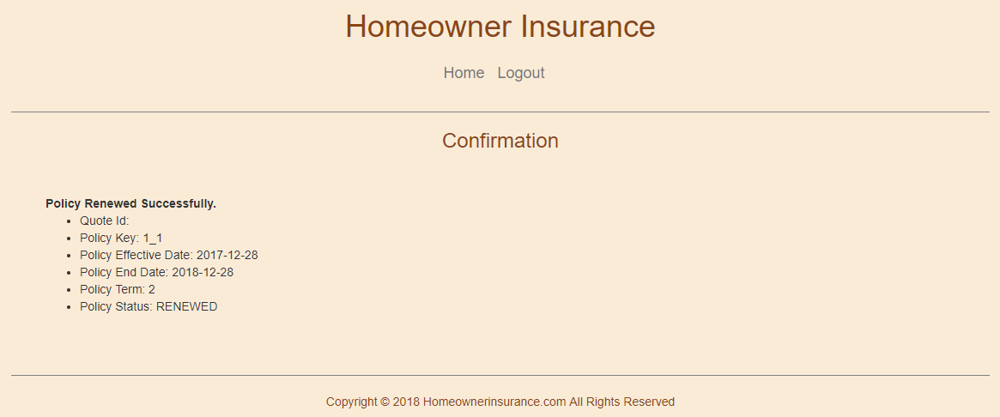 Homeowner Insurance
Home Logout
Confirmation
Policy Renewed Successfully.
• Quote Id:
• Policy Key: 1_1
• Policy Effective Date: 2017-12-28
• Policy End Date: 2018-12-28
• Policy Term: 2
• Policy Status: RENEWED
Copyright © 2018 Homeownerinsurance.com All Rights Reserved